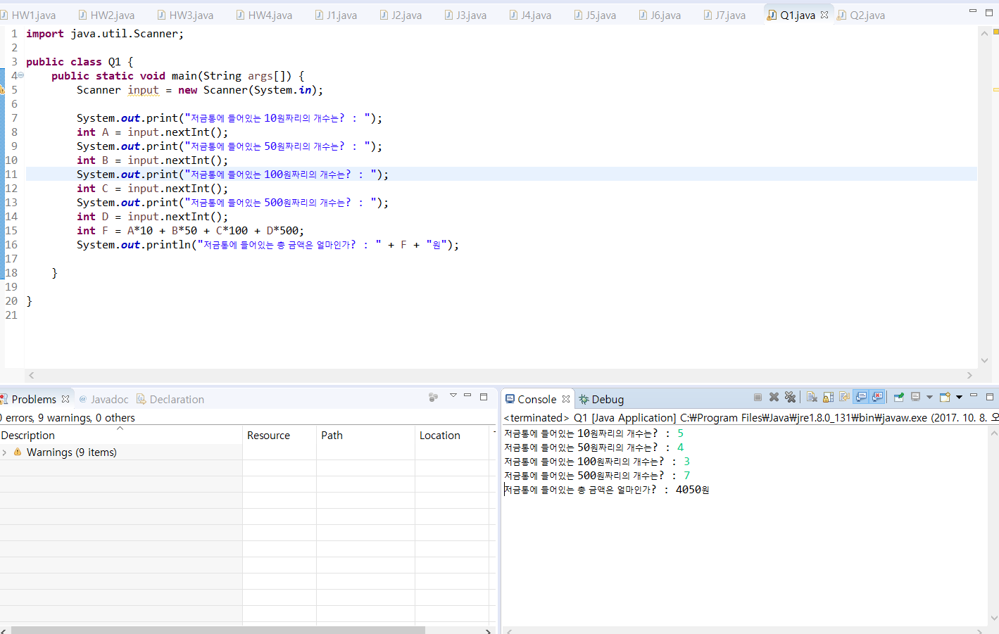 HW1.java HW2.java HW3.java HW4.java J1.java J2.java J3.java J4.java J5.java J6.java J7.java Q1.java Q2.java
1 import java.util.Scanner;
2
3 public class Q1 {
4 public static void main(String args[]) {
5 Scanner input = new Scanner(System.in);
6
7 System.out.print("저금통에 들어있는 10원짜리의 개수는? : ");
8 int A = input.nextInt();
9 System.out.print("저금통에 들어있는 50원짜리의 개수는? : ");
10 int B = input.nextInt();
11 System.out.print("저금통에 들어있는 100원짜리의 개수는? : ");
12 int C = input.nextInt();
13 System.out.print("저금통에 들어있는 500원짜리의 개수는? : ");
14 int D = input.nextInt();
15 int F = A*10 + B*50 + C*100 + D*500;
16 System.out.println("저금통에 들어있는 총 금액은 얼마인가? : " + F + "원");
17
18 }
19
20 }
21
Problems @ Javadoc Declaration
0 errors, 9 warnings, 0 others
Description Resource Path Location
Warnings (9 items)
Console Debug
<terminated> Q1 [Java Application] C:₩Program Files₩Java₩jre1.8.0_131₩bin₩javaw.exe (2017. 10. 8. 오
저금통에 들어있는 10원짜리의 개수는? : 5
저금통에 들어있는 50원짜리의 개수는? : 4
저금통에 들어있는 100원짜리의 개수는? : 3
저금통에 들어있는 500원짜리의 개수는? : 7
저금통에 들어있는 총 금액은 얼마인가? : 4050원